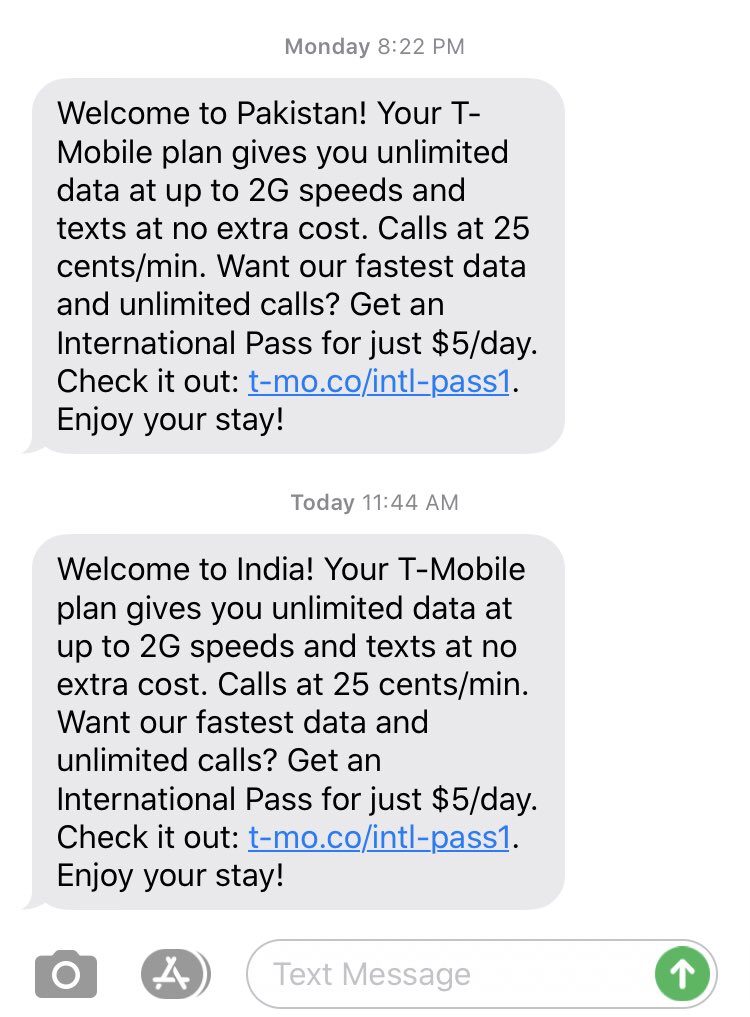 Monday 8:22 PM
Welcome to Pakistan! Your T-
Mobile plan gives you unlimited
data at up to 2G speeds and
texts at no extra cost. Calls at 25
cents/min. Want our fastest data
and unlimited calls? Get an
International Pass for just $5/day.
Check it out: t-mo.co/intl-pass1.
Enjoy your stay!
Today 11:44 AM
Welcome to India! Your T-Mobile
plan gives you unlimited data at
up to 2G speeds and texts at no
extra cost. Calls at 25 cents/min.
Want our fastest data and
unlimited calls? Get an
International Pass for just $5/day.
Check it out: t-mo.co/intl-pass1.
Enjoy your stay!
Text Message